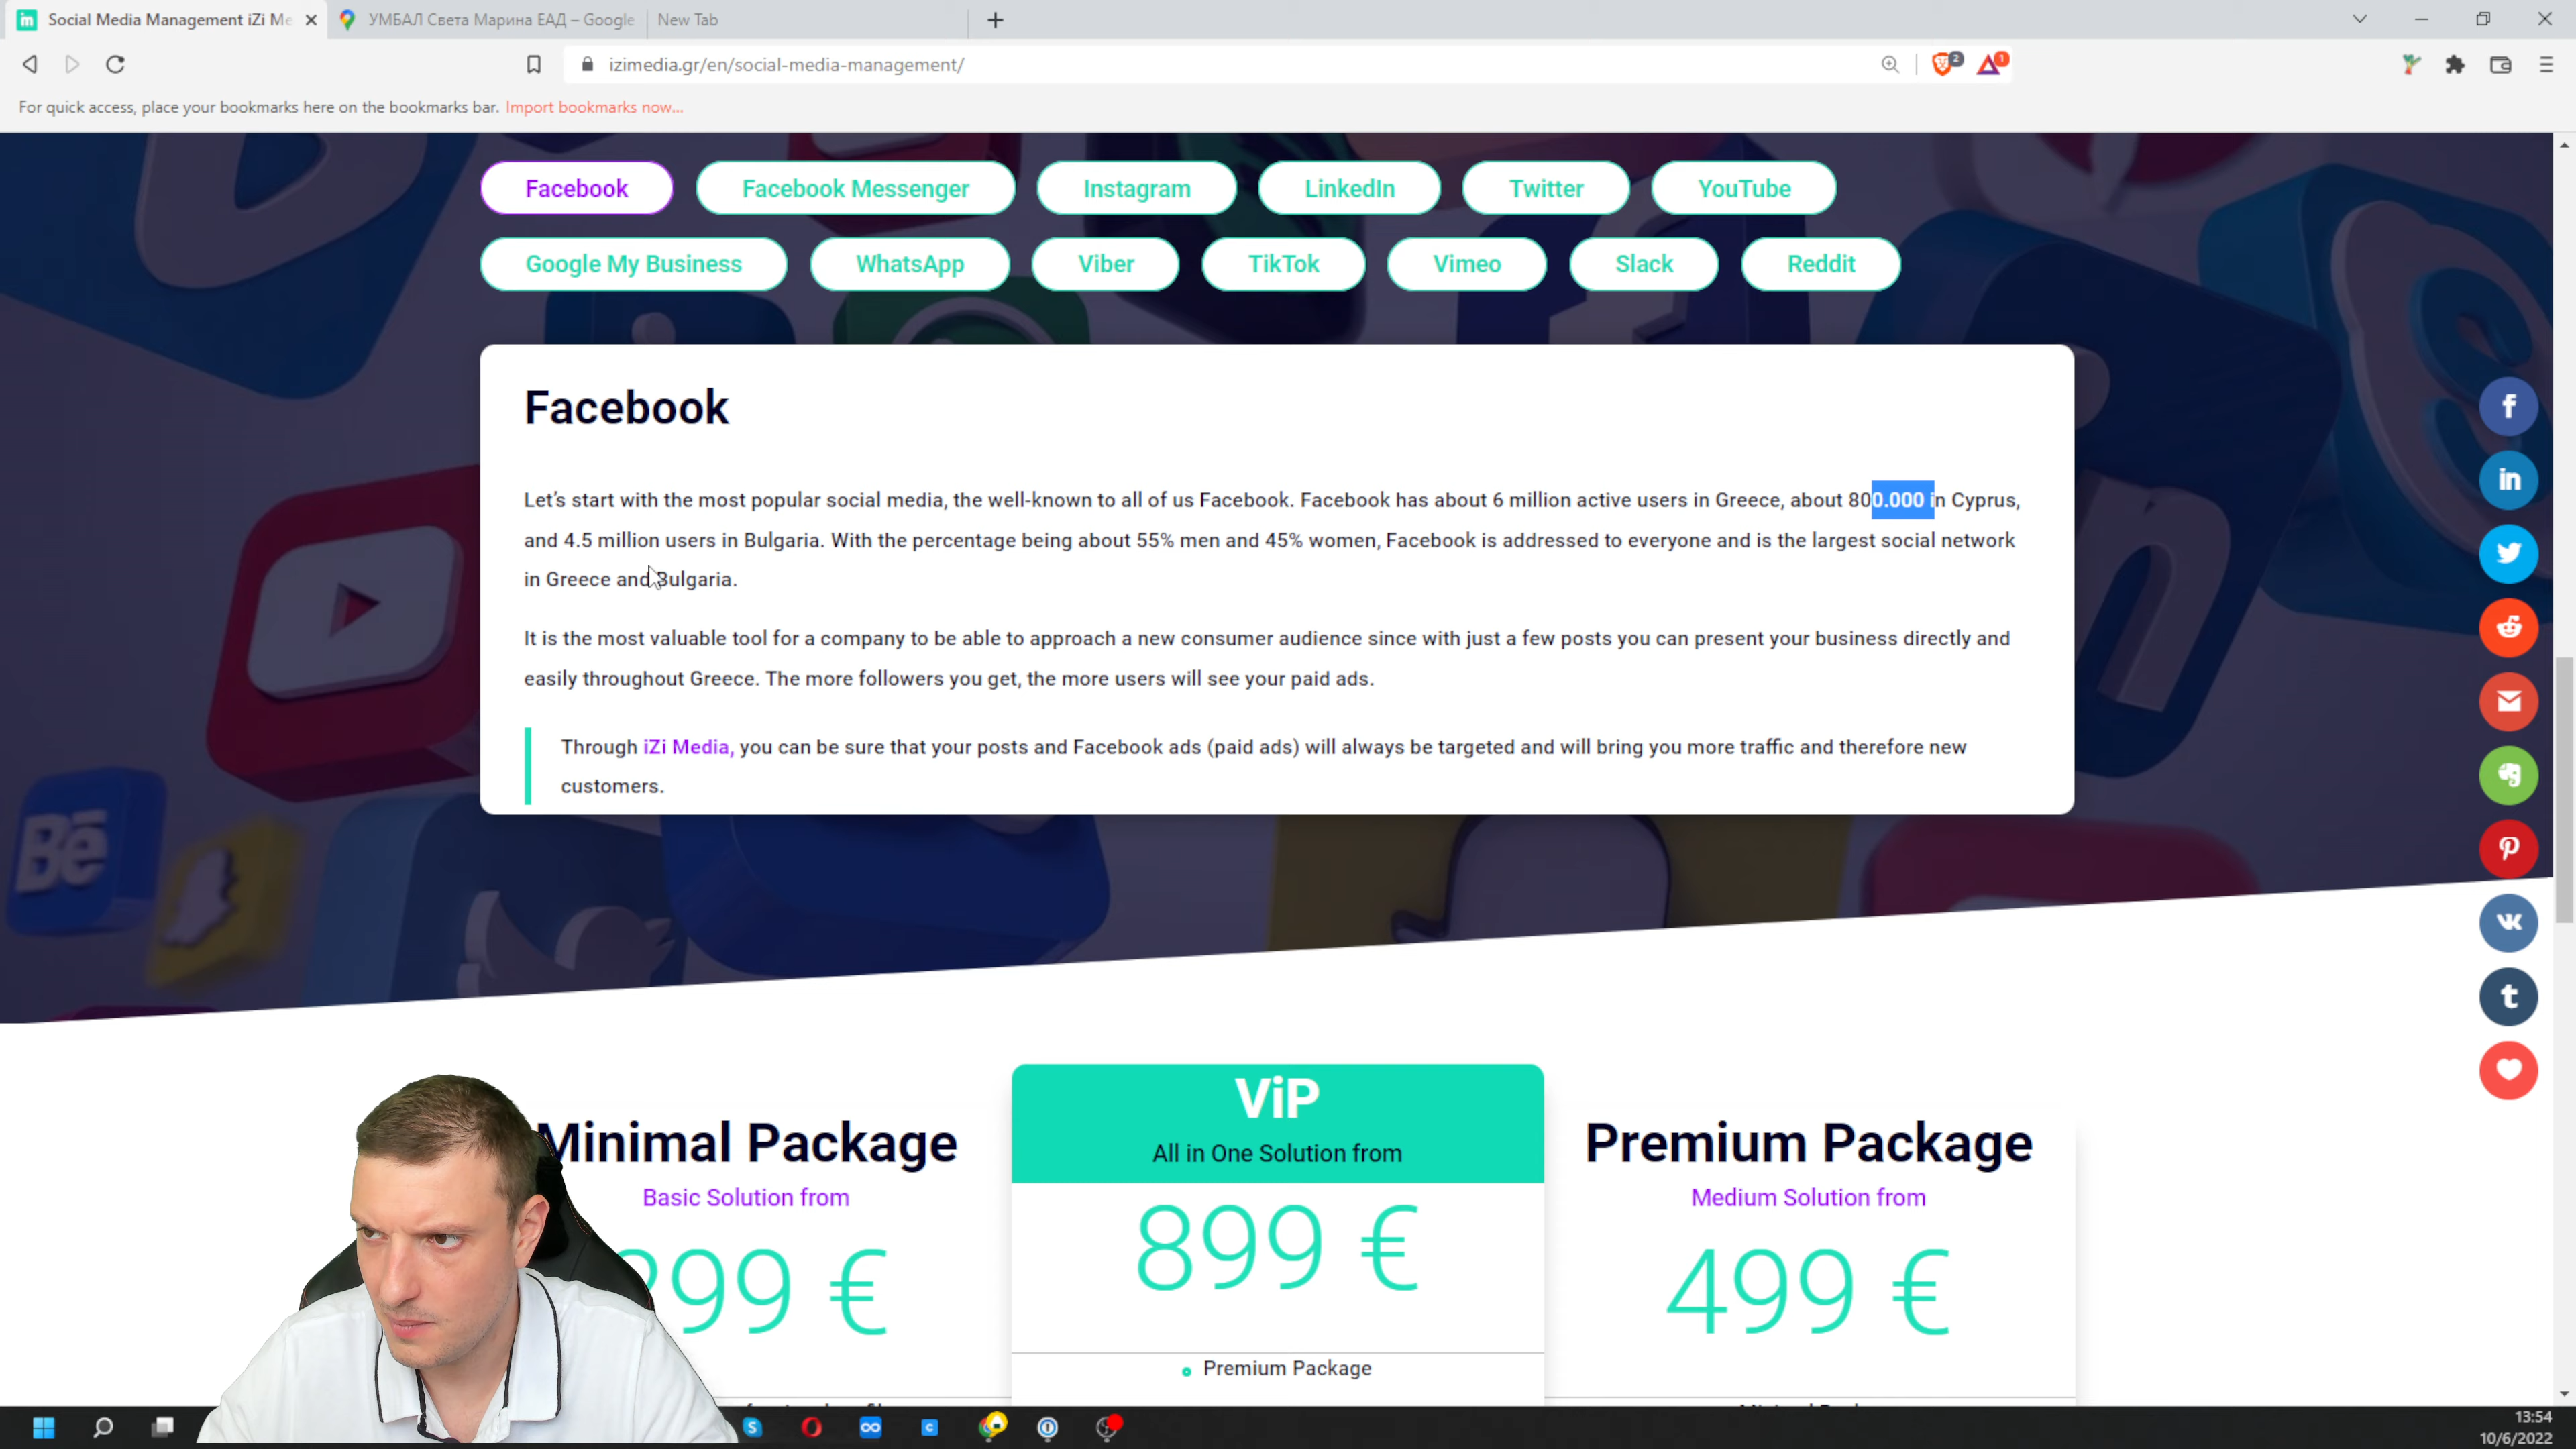 Social Media Management iZi Me
УМБАЛ Света Марина ЕАД – Google
New Tab
izimedia.gr/en/social-media-management/
2
1
For quick access, place your bookmarks here on the bookmarks bar. Import bookmarks now...
Facebook
Facebook Messenger
Instagram
LinkedIn
Twitter
YouTube
Google My Business
WhatsApp
Viber
TikTok
Vimeo
Slack
Reddit
Facebook
Let's start with the most popular social media, the well-known to all of us Facebook. Facebook has about 6 million active users in Greece, about 800.000 in Cyprus,
and 4.5 million users in Bulgaria. With the percentage being about 55% men and 45% women, Facebook is addressed to everyone and is the largest social network
in Greece and Bulgaria.
It is the most valuable tool for a company to be able to approach a new consumer audience since with just a few posts you can present your business directly and
easily throughout Greece. The more followers you get, the more users will see your paid ads.
Through iZi Media, you can be sure that your posts and Facebook ads (paid ads) will always be targeted and will bring you more traffic and therefore new
customers.
Bē
Minimal Package
Basic Solution from
99 €
ViP
All in One Solution from
899 €
Premium Package
Premium Package
Medium Solution from
499 €
13:54
10/6/2022